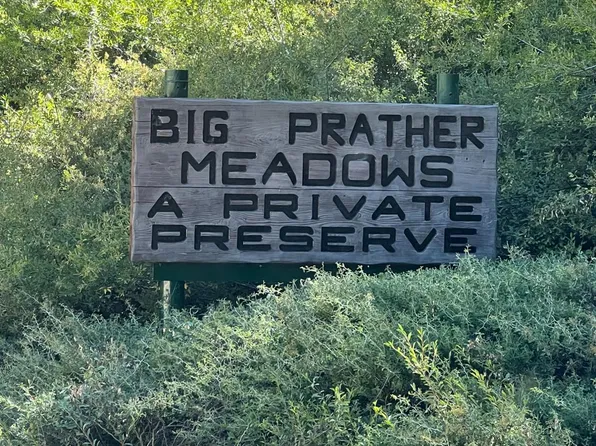 BIG PRATHER
MEADOWS
A PRIVATE
PRESERVE